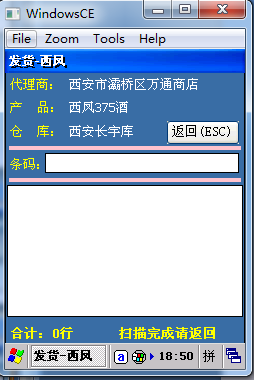 WindowsCE
File Zoom Tools Help
发货-西风
代理商： 西安市灞桥区万通商店
产 品： 西凤375酒
仓 库： 西安长宇库 返回(ESC)
条码：
合计：0行 扫描完成请返回
发货-西风 a 18:50 拼